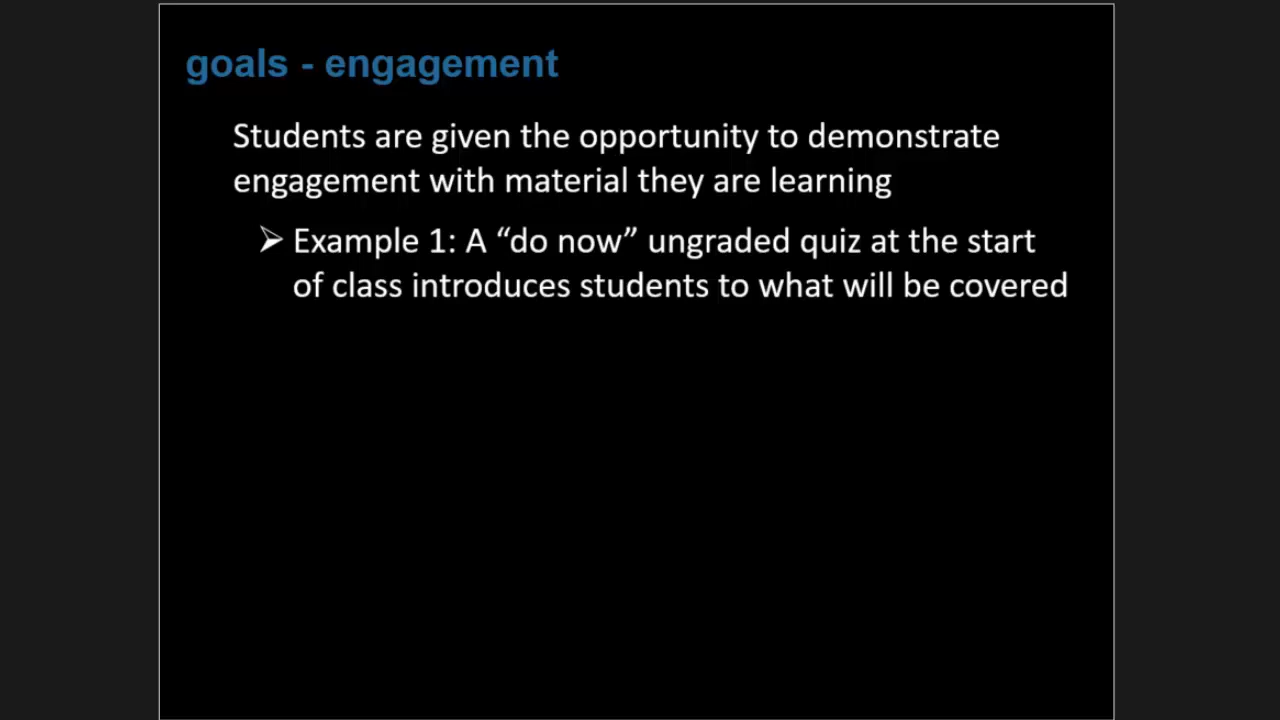 goals - engagement
Students are given the opportunity to demonstrate
engagement with material they are learning
➢ Example 1: A “do now” ungraded quiz at the start
of class introduces students to what will be covered